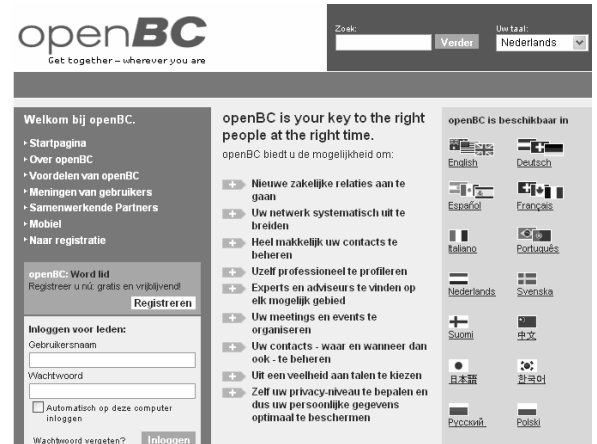 openBC
Get together – wherever you are
Zoek:
Verder
Uw taal:
Nederlands
Welkom bij openBC.
Startpagina
Over openBC
Voordelen van openBC
Meningen van gebruikers
Samenwerkende Partners
Mobiel
Naar registratie
openBC: Word lid
Registreer u nú: gratis en vrijblijvend!
Registreren
Inloggen voor leden:
Gebruikersnaam
Wachtwoord
Automatisch op deze computer
inloggen
Wachtwoord vergeten?
Inloggen
openBC is your key to the right
people at the right time.
openBC biedt u de mogelijkheid om:
Nieuwe zakelijke relaties aan te
gaan
Uw netwerk systematisch uit te
breiden
Heel makkelijk uw contacts te
beheren
Uzelf professioneel te profileren
Experts en adviseurs te vinden op
elk mogelijk gebied
Uw meetings en events te
organiseren
Uw contacts - waar en wanneer dan
ook - te beheren
Uit een veelheid aan talen te kiezen
Zelf uw privacy-niveau te bepalen en
dus uw persoonlijke gegevens
optimaal te beschermen
openBC is beschikbaar in
English
Deutsch
Español
Français
Italiano
Português
Nederlands
Svenska
Suomi
中文
日本語
한국어
Русский
Polski